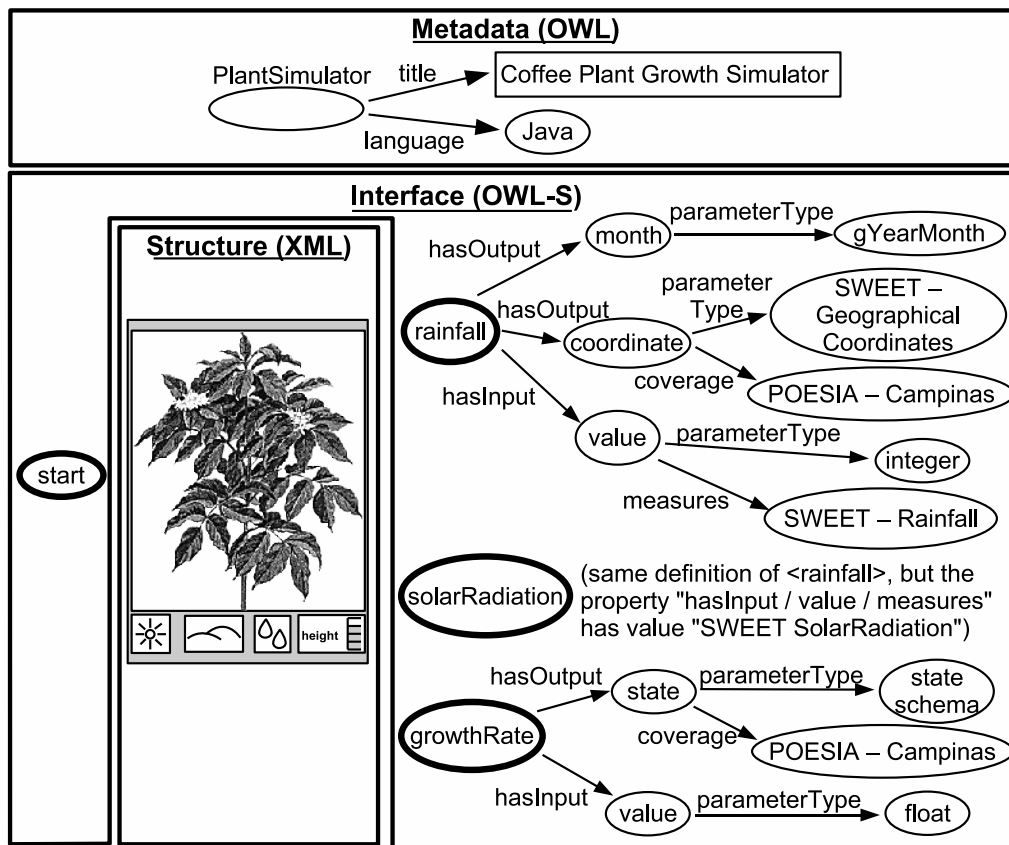 Metadata (OWL)
PlantSimulator
title
Coffee Plant Growth Simulator
language
Java
Interface (OWL-S)
Structure (XML)
start
height
hasOutput
month
parameterType
gYearMonth
rainfall
hasOutput
coordinate
parameter
Type
SWEET –
Geographical
Coordinates
coverage
POESIA – Campinas
hasInput
value
parameterType
integer
measures
SWEET – Rainfall
solarRadiation
(same definition of <rainfall>, but the
property "hasInput / value / measures"
has value "SWEET SolarRadiation")
growthRate
hasOutput
state
parameterType
state
schema
coverage
POESIA – Campinas
hasInput
value
parameterType
float